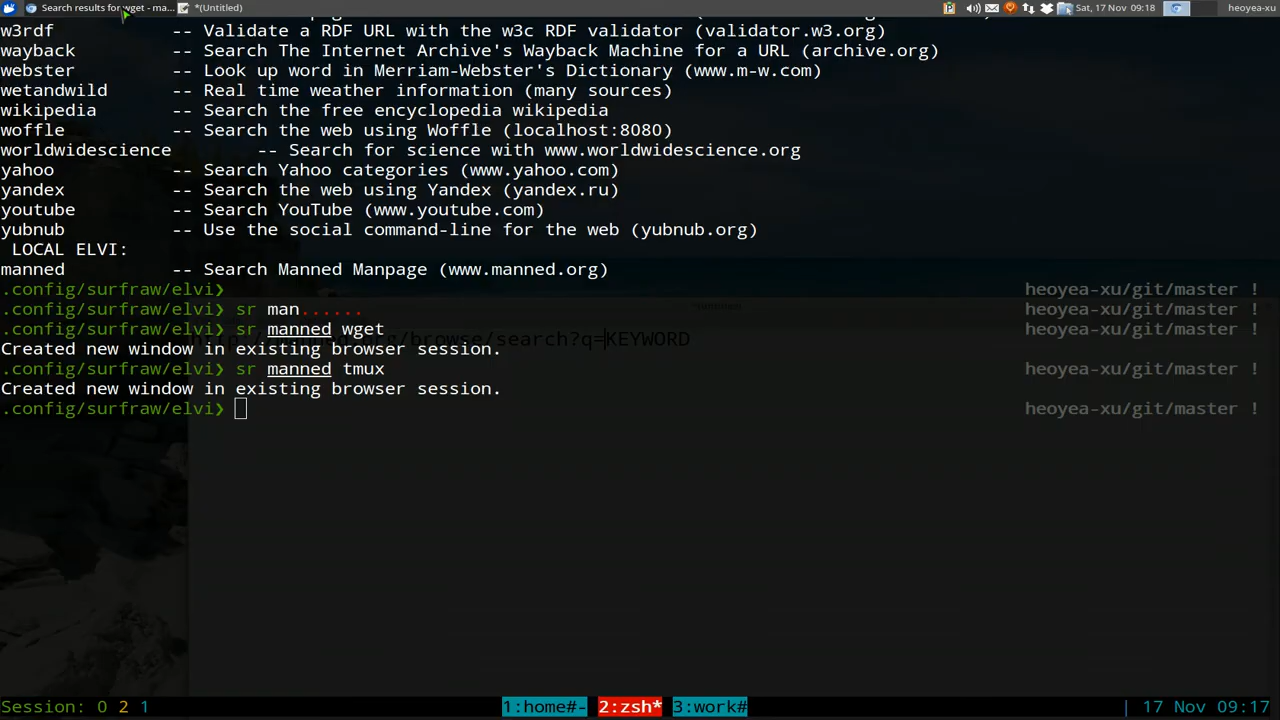 Search results for wget - ma... *(Untitled) Sat, 17 Nov 09:18 heoyea-xu
w3rdf -- Validate a RDF URL with the w3c RDF validator (validator.w3.org)
wayback -- Search The Internet Archive's Wayback Machine for a URL (archive.org)
webster -- Look up word in Merriam-Webster's Dictionary (www.m-w.com)
wetandwild -- Real time weather information (many sources)
wikipedia -- Search the free encyclopedia wikipedia
woffle -- Search the web using Woffle (localhost:8080)
worldwidescience -- Search for science with www.worldwidescience.org
yahoo -- Search Yahoo categories (www.yahoo.com)
yandex -- Search the web using Yandex (yandex.ru)
youtube -- Search YouTube (www.youtube.com)
yubnub -- Use the social command-line for the web (yubnub.org)
LOCAL ELVI:
manned -- Search Manned Manpage (www.manned.org)
.config/surfraw/elvi❯ heoyea-xu/git/master !
.config/surfraw/elvi❯ sr man...... heoyea-xu/git/master !
.config/surfraw/elvi❯ sr manned wget heoyea-xu/git/master !
.org/browse/search?q=KEYWORD
Created new window in existing browser session.
.config/surfraw/elvi❯ sr manned tmux heoyea-xu/git/master !
Created new window in existing browser session.
.config/surfraw/elvi❯ heoyea-xu/git/master !
Session: 0 2 1 1:home#- 2:zsh* 3:work# | 17 Nov 09:17